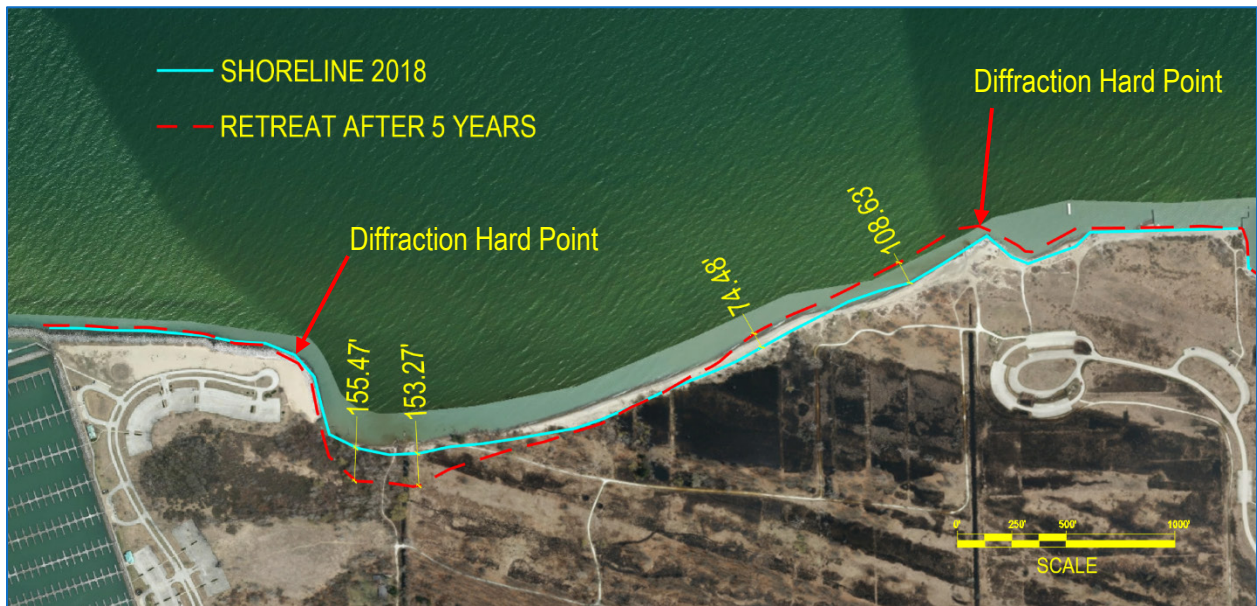 SHORELINE 2018
RETREAT AFTER 5 YEARS
Diffraction Hard Point
Diffraction Hard Point
108.63'
74.48'
155.47'
153.27'
0' 250' 500' 1000'
SCALE